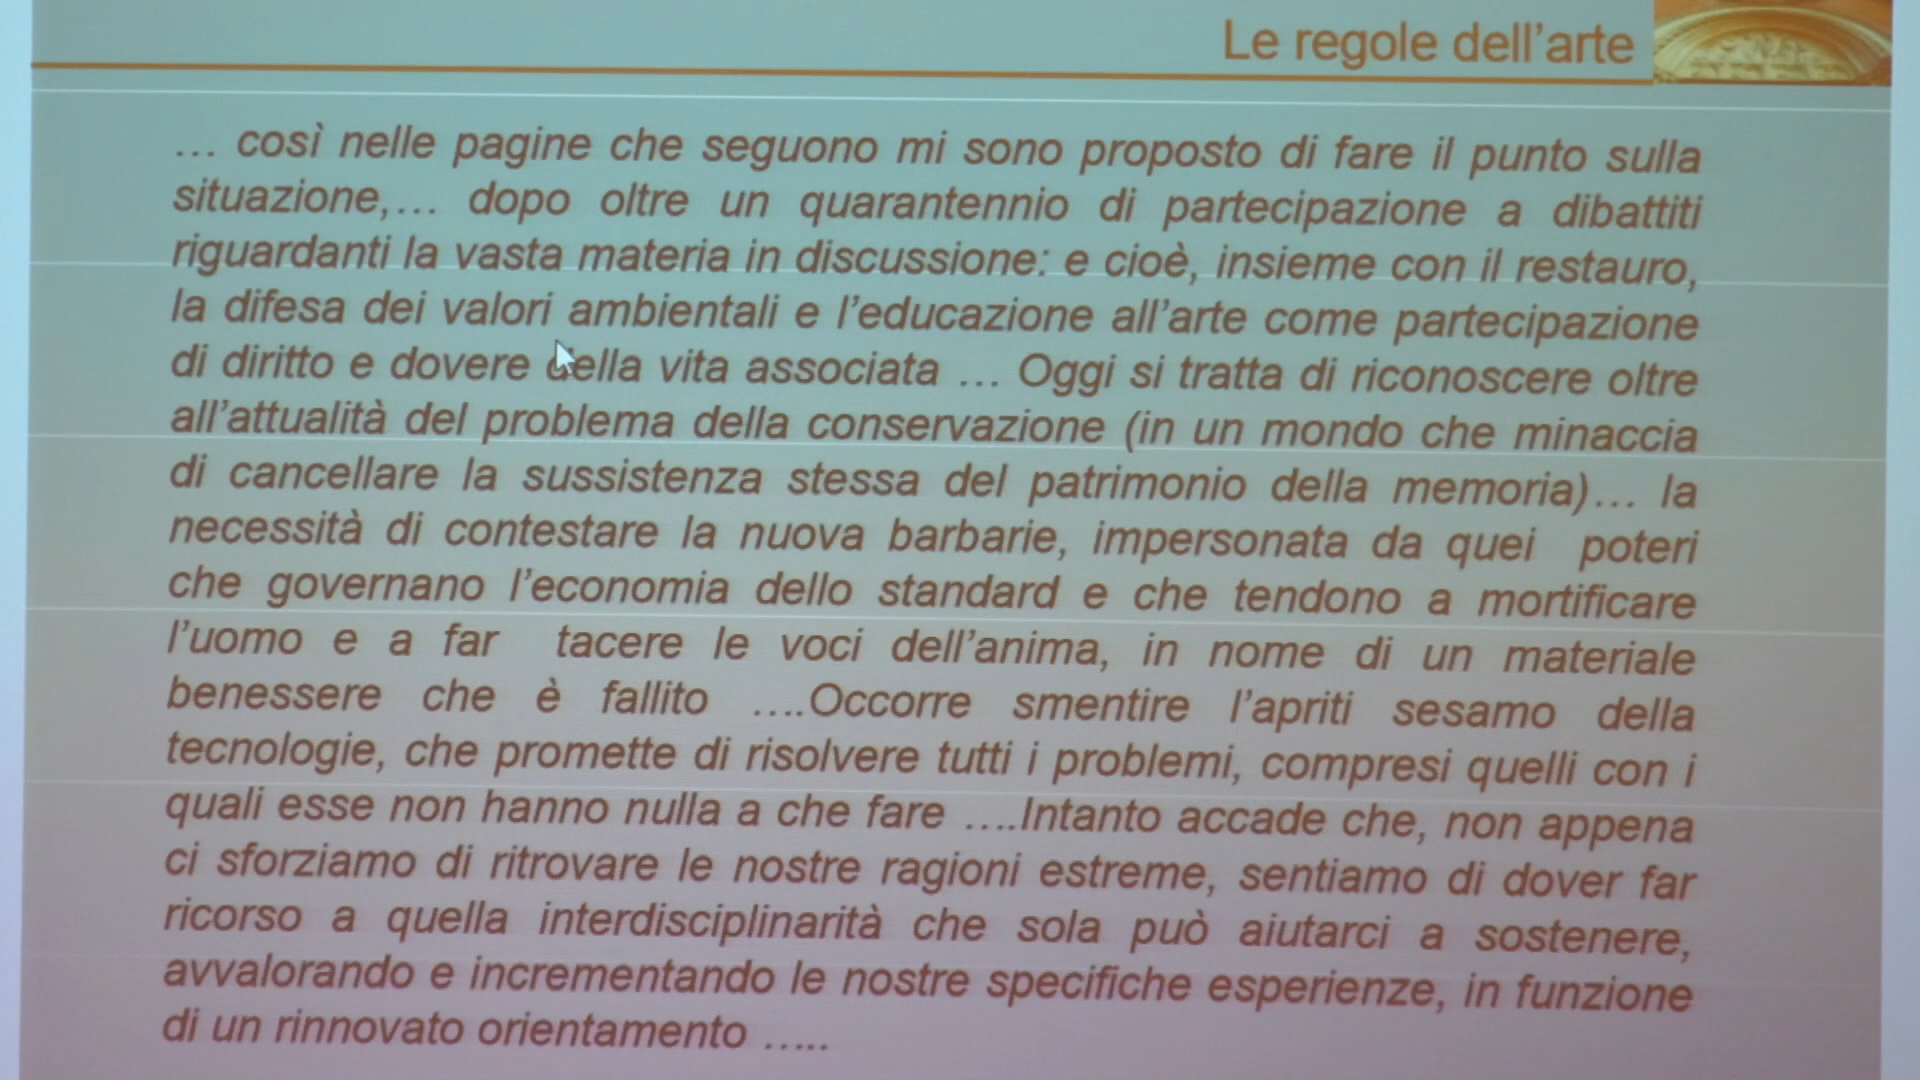 Le regole dell'arte
… così nelle pagine che seguono mi sono proposto di fare il punto sulla
situazione,… dopo oltre un quarantennio di partecipazione a dibattiti
riguardanti la vasta materia in discussione: e cioè, insieme con il restauro,
la difesa dei valori ambientali e l'educazione all'arte come partecipazione
di diritto e dovere della vita associata … Oggi si tratta di riconoscere oltre
all'attualità del problema della conservazione (in un mondo che minaccia
di cancellare la sussistenza stessa del patrimonio della memoria)… la
necessità di contestare la nuova barbarie, impersonata da quei poteri
che governano l'economia dello standard e che tendono a mortificare
l'uomo e a far tacere le voci dell'anima, in nome di un materiale
benessere che è fallito ….Occorre smentire l'apriti sesamo della
tecnologie, che promette di risolvere tutti i problemi, compresi quelli con i
quali esse non hanno nulla a che fare ….Intanto accade che, non appena
ci sforziamo di ritrovare le nostre ragioni estreme, sentiamo di dover far
ricorso a quella interdisciplinarità che sola può aiutarci a sostenere,
avvalorando e incrementando le nostre specifiche esperienze, in funzione
di un rinnovato orientamento …..